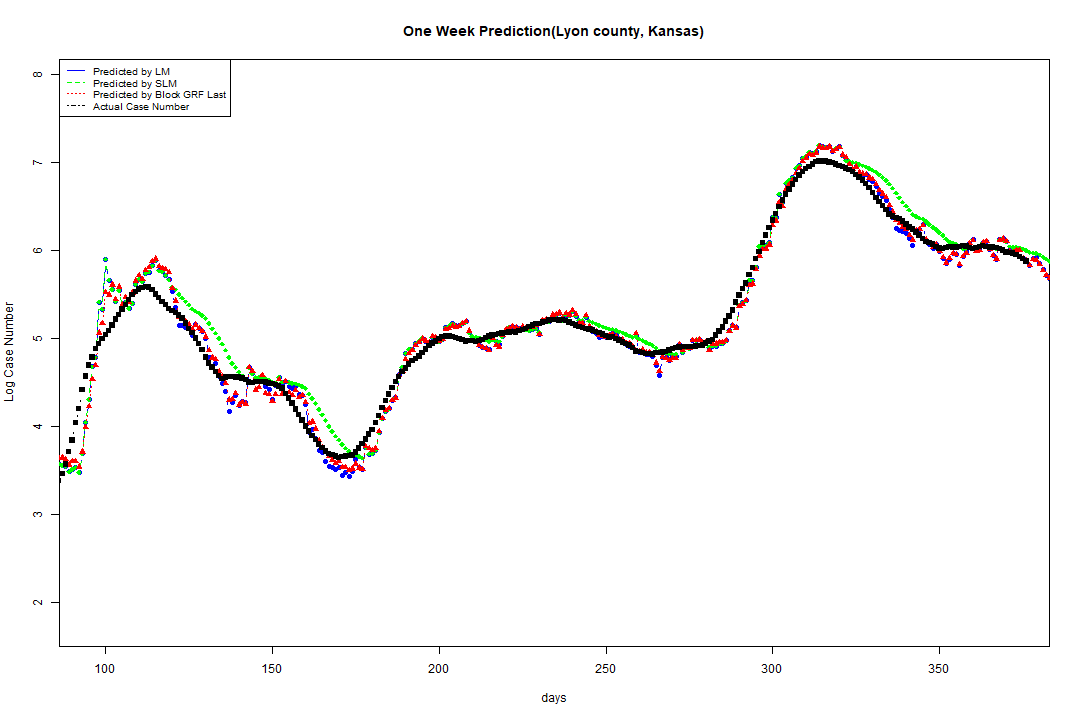 One Week Prediction(Lyon county, Kansas)
Predicted by LM
Predicted by SLM
Predicted by Block GRF Last
Actual Case Number
8
7
6
5
4
3
2
Log Case Number
100 150 200 250 300 350
days